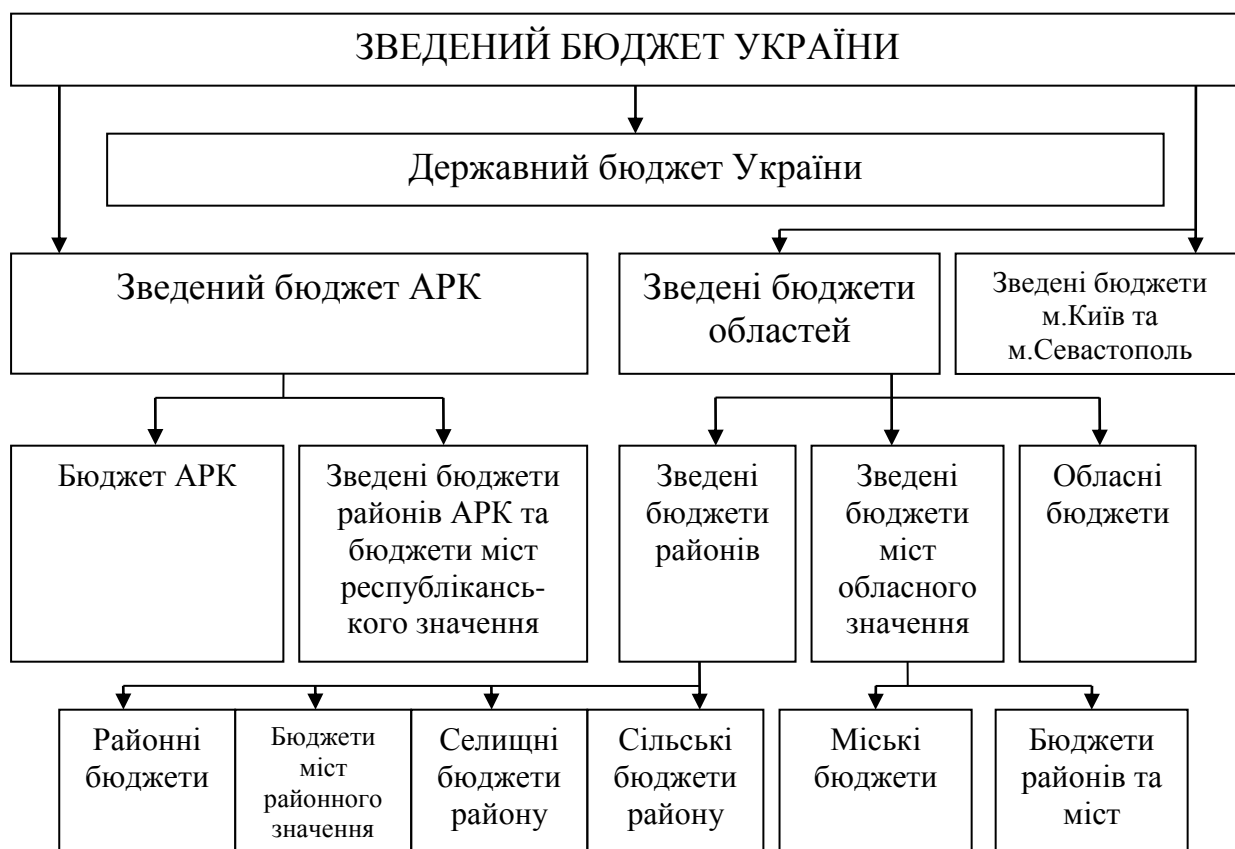 ЗВЕДЕНИЙ БЮДЖЕТ УКРАЇНИ
Державний бюджет України
Зведений бюджет АРК
Зведені бюджети
областей
Зведені бюджети
м.Київ та
м.Севастополь
Бюджет АРК
Зведені бюджети
районів АРК та
бюджети міст
республікансь-
кого значення
Зведені
бюджети
районів
Зведені
бюджети
міст
обласного
значення
Обласні
бюджети
Районні
бюджети
Бюджети
міст
районного
значення
Селищні
бюджети
району
Сільські
бюджети
району
Міські
бюджети
Бюджети
районів та
міст